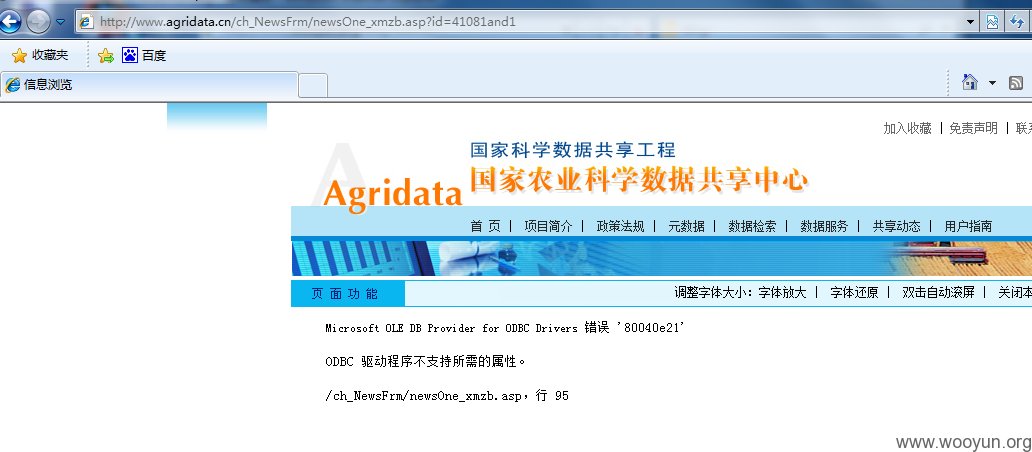 http://www.agridata.cn/ch_NewsFrm/newsOne_xmzb.asp?id=41081and1
收藏夹 百度
信息浏览
加入收藏 | 免责声明 | 联
国家科学数据共享工程
Agridata 国家农业科学数据共享中心
首 页 | 项目简介 | 政策法规 | 元数据 | 数据检索 | 数据服务 | 共享动态 | 用户指南
页 面 功 能 调整字体大小：字体放大 | 字体还原 | 双击自动滚屏 | 关闭本
Microsoft OLE DB Provider for ODBC Drivers 错误 '80040e21'
ODBC 驱动程序不支持所需的属性。
/ch_NewsFrm/newsOne_xmzb.asp，行 95
www.wooyun.org